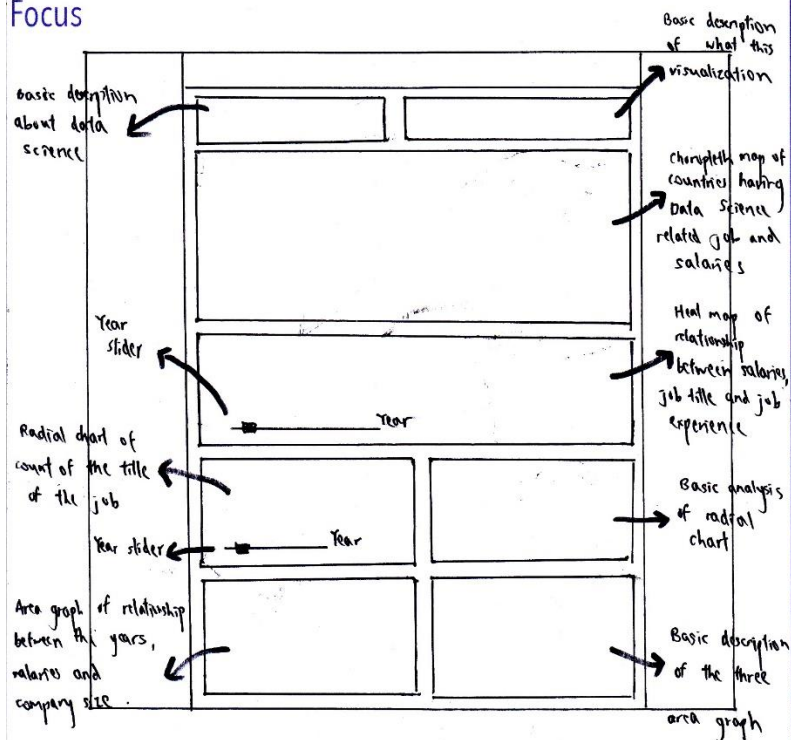 Focus
Basic description
of what this
visualization
Basic description
about data
science
Choropleth map of
countries having
Data Science
related job and
salaries
Year
slider
Heat map of
relationship
between salaries,
job title and job
experience
Year
Radial chart of
count of the title
of the job
Year slider
Year
Basic analysis
of radial
chart
Area graph of relationship
between the years,
salaries and
company size.
Basic description
of the three
area graph